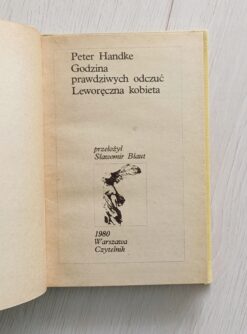 Peter Handke
Godzina
prawdziwych odczuć
Leworęczna kobieta
przełożył
Sławomir Błaut
1980
Warszawa
Czytelnik